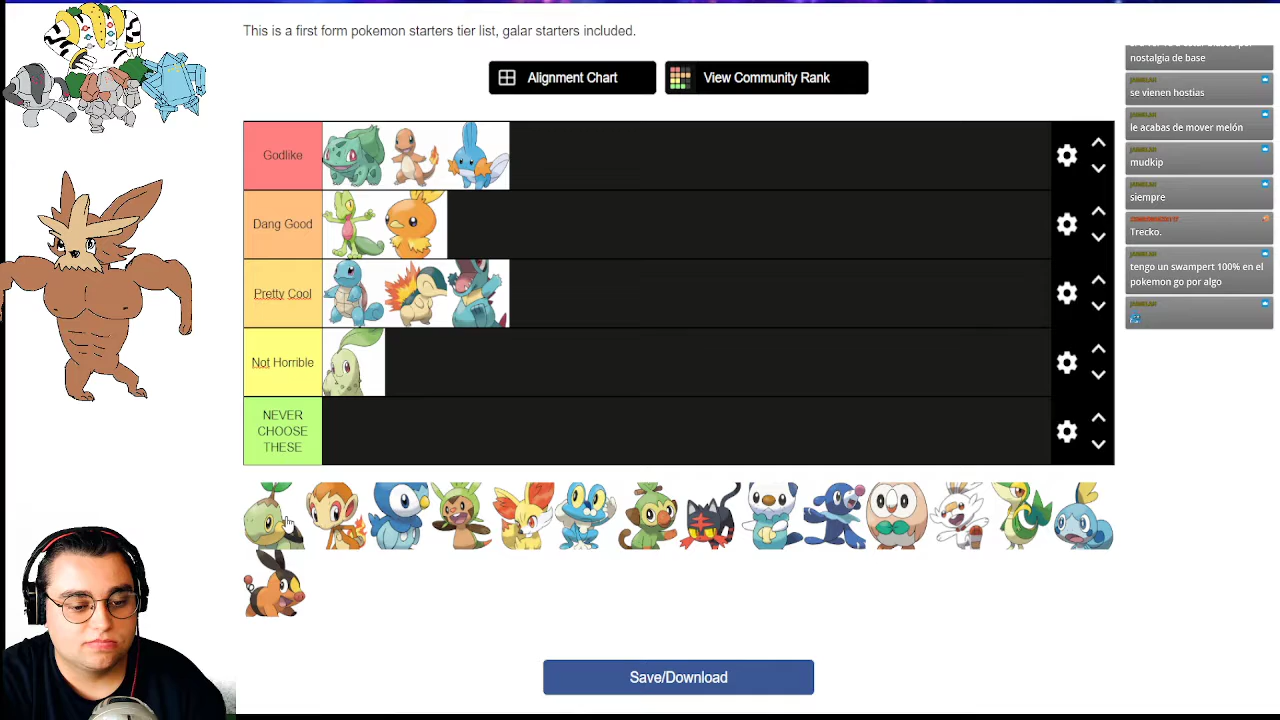 This is a first form pokemon starters tier list, galar starters included.
Alignment Chart
View Community Rank
Godlike
Dang Good
Pretty Cool
Not Horrible
NEVER
CHOOSE
THESE
Save/Download
nostalgia de base
se vienen hostias
le acabas de mover melón
mudkip
siempre
Trecko.
tengo un swampert 100% en el
pokemon go por algo